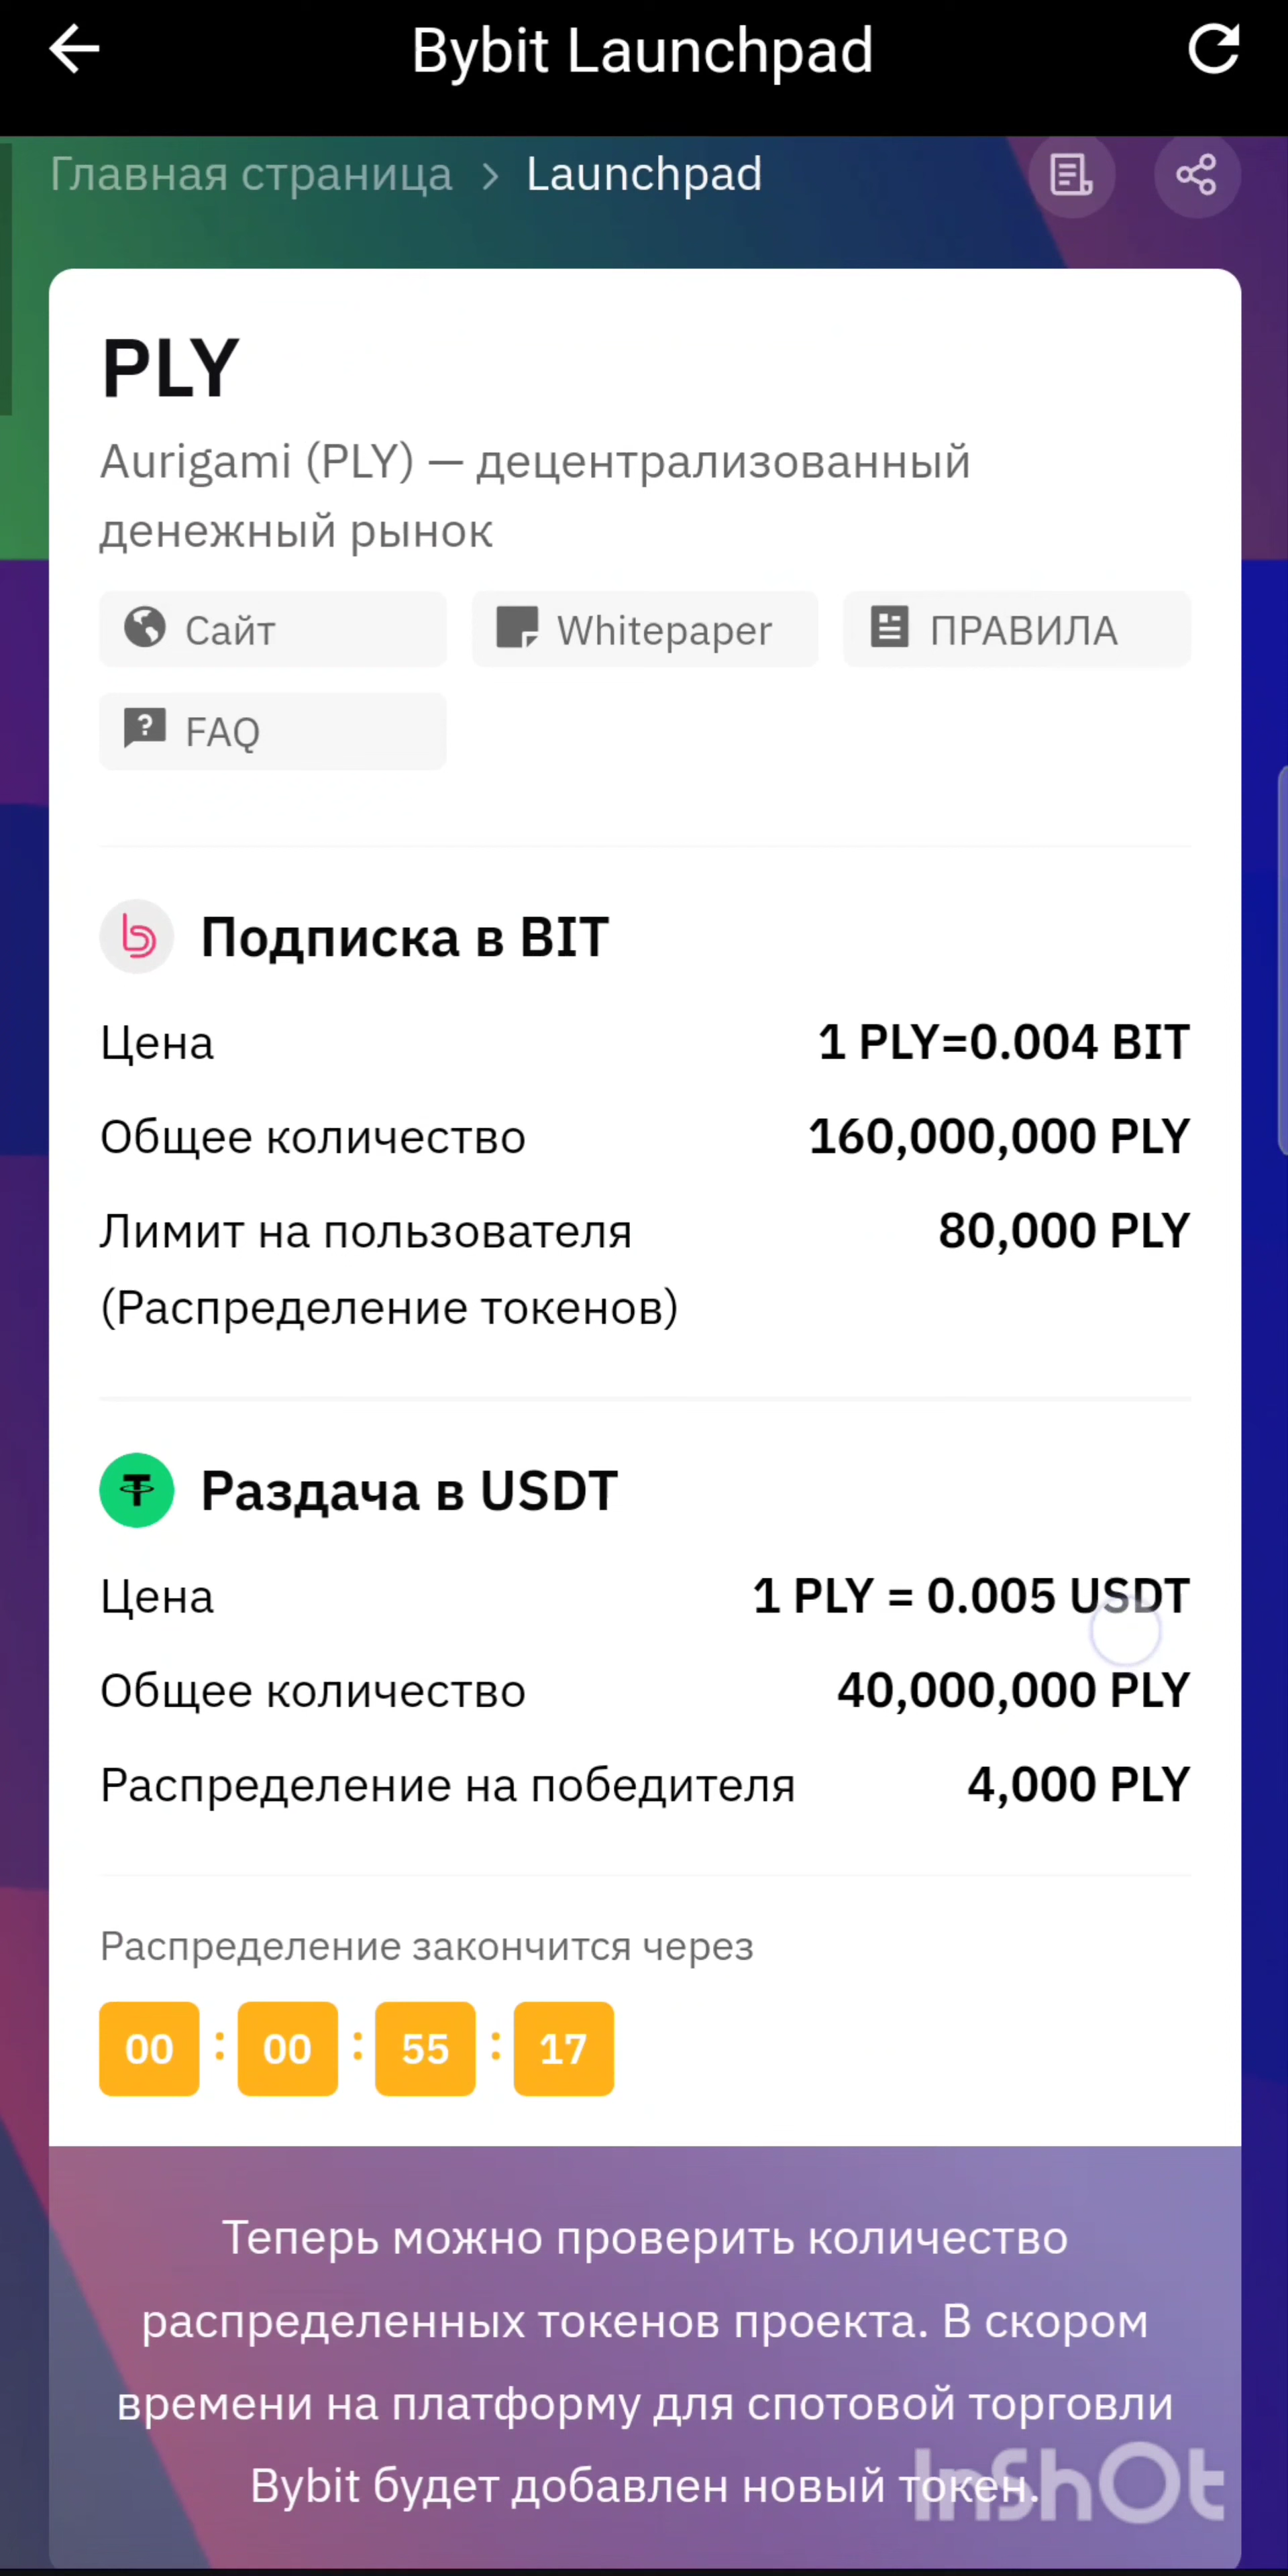 Bybit Launchpad
Главная страница > Launchpad
PLY
Aurigami (PLY) — децентрализованный
денежный рынок
Сайт
Whitepaper
ПРАВИЛА
FAQ
Подписка в BIT
Цена 1 PLY=0.004 BIT
Общее количество 160,000,000 PLY
Лимит на пользователя 80,000 PLY
(Распределение токенов)
Раздача в USDT
Цена 1 PLY = 0.005 USDT
Общее количество 40,000,000 PLY
Распределение на победителя 4,000 PLY
Распределение закончится через
00 : 00 : 55 : 17
Теперь можно проверить количество
распределенных токенов проекта. В скором
времени на платформу для спотовой торговли
Bybit будет добавлен новый токен.
InShOt